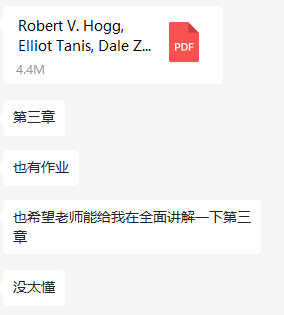 Robert V. Hogg,
Elliot Tanis, Dale Z...
PDF
4.4M
第三章
也有作业
也希望老师能给我在全面讲解一下第三
章
没太懂